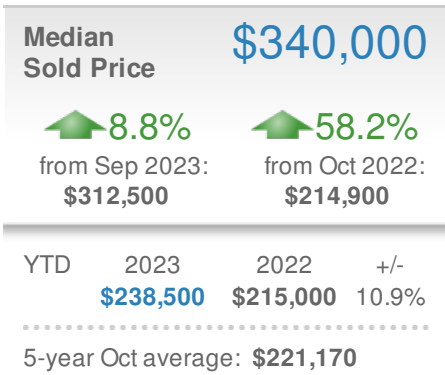 Median $340,000
Sold Price
8.8% 58.2%
from Sep 2023: from Oct 2022:
$312,500 $214,900
YTD 2023 2022 +/-
$238,500 $215,000 10.9%
5-year Oct average: $221,170